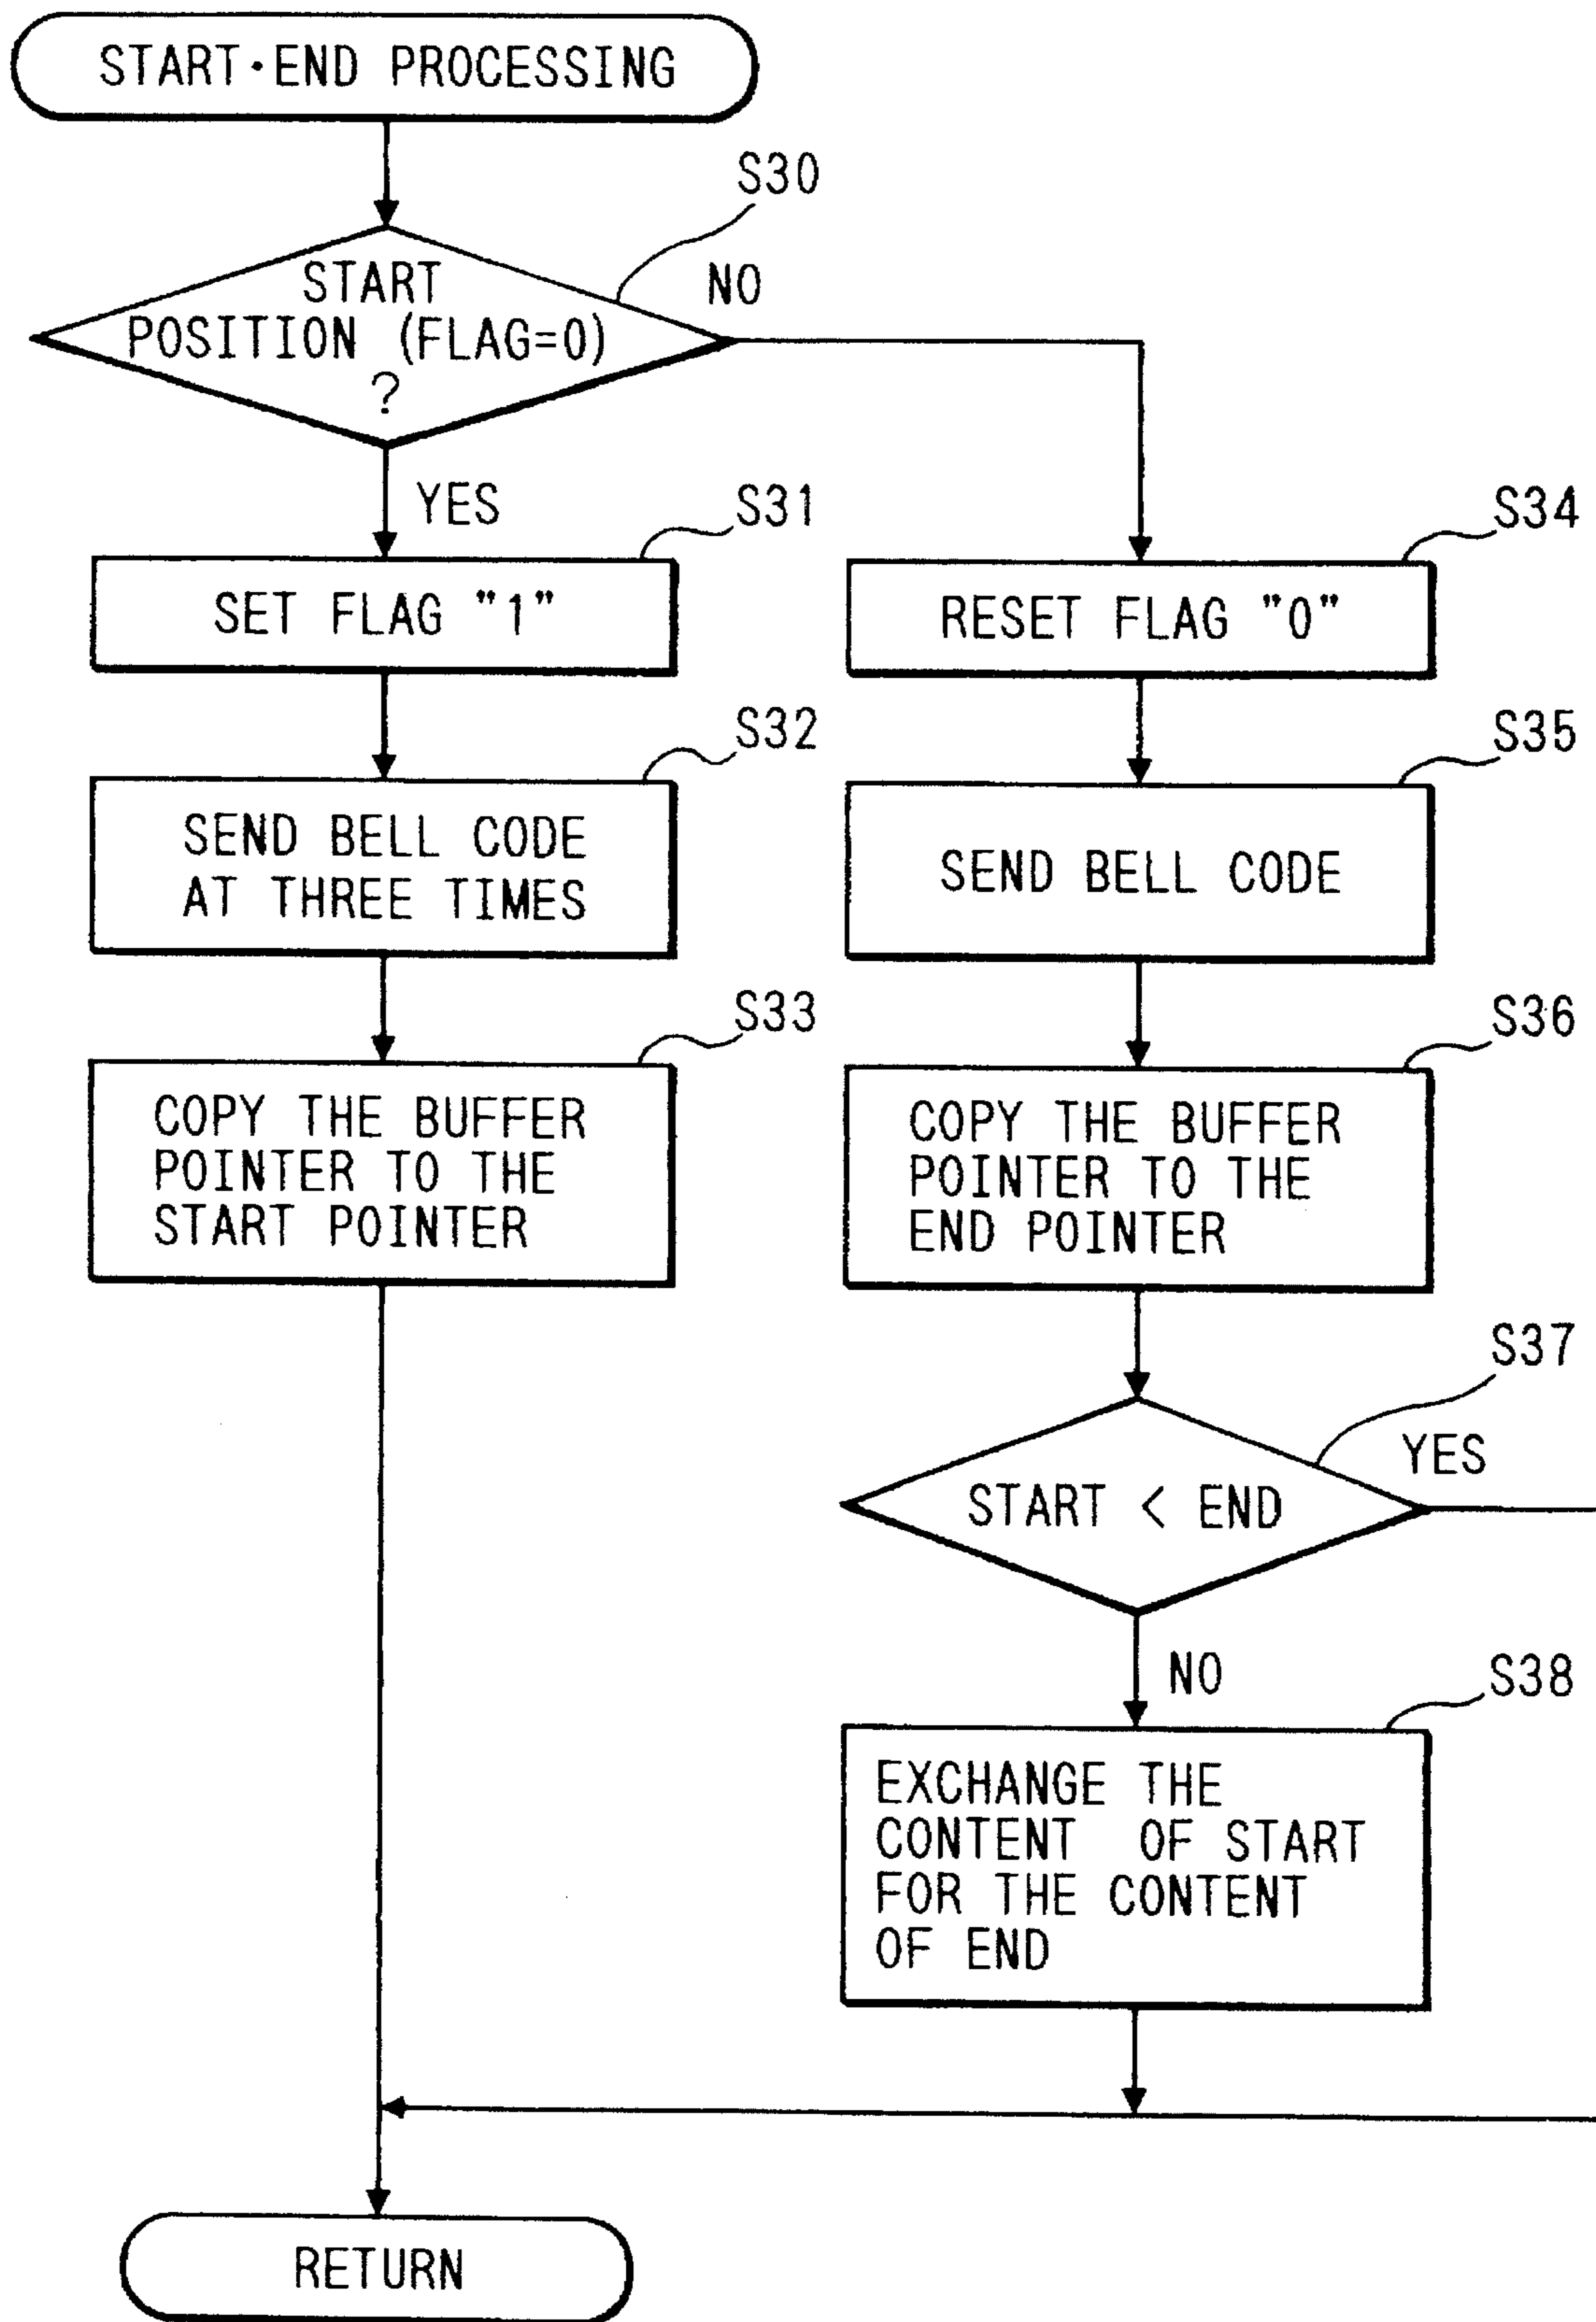 START·END PROCESSING
S30
START
POSITION (FLAG=0)
?
NO
YES
S31
SET FLAG "1"
S32
SEND BELL CODE
AT THREE TIMES
S33
COPY THE BUFFER
POINTER TO THE
START POINTER
S34
RESET FLAG "0"
S35
SEND BELL CODE
S36
COPY THE BUFFER
POINTER TO THE
END POINTER
S37
START < END
YES
NO
S38
EXCHANGE THE
CONTENT OF START
FOR THE CONTENT
OF END
RETURN